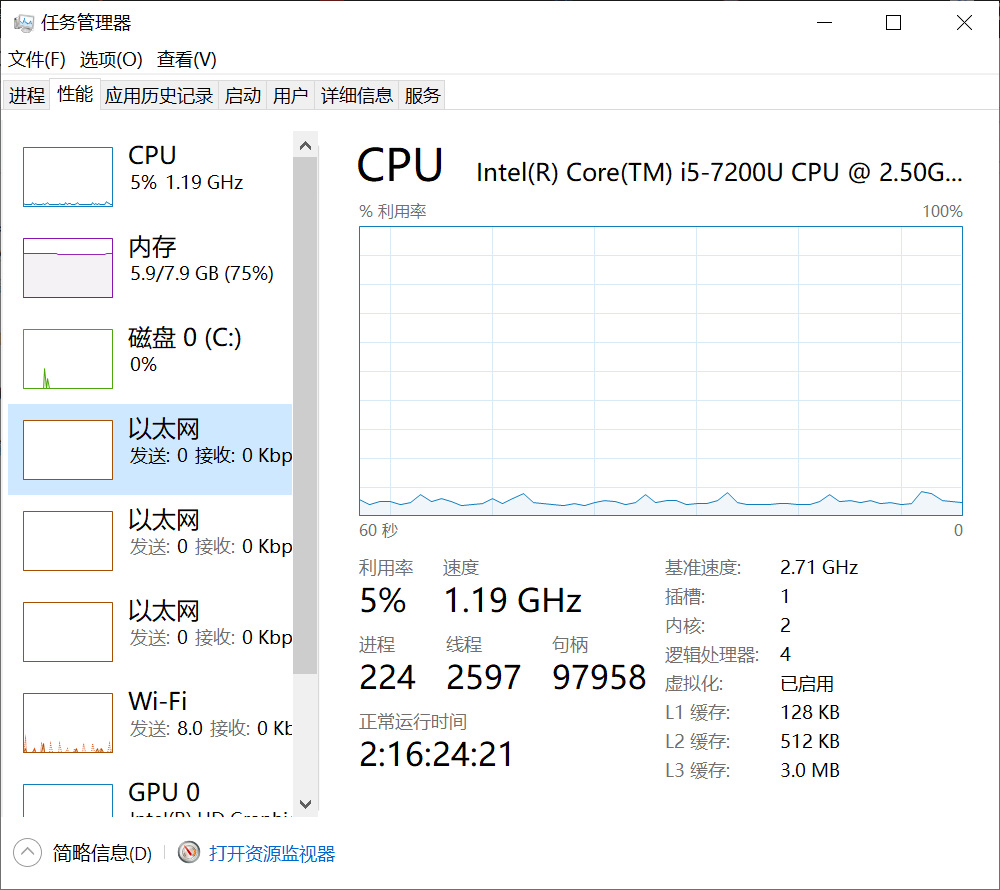 任务管理器
文件(F) 选项(O) 查看(V)
进程 性能 应用历史记录 启动 用户 详细信息 服务
CPU
5% 1.19 GHz
内存
5.9/7.9 GB (75%)
磁盘 0 (C:)
0%
以太网
发送: 0 接收: 0 Kbp
以太网
发送: 0 接收: 0 Kbp
以太网
发送: 0 接收: 0 Kbp
Wi-Fi
发送: 8.0 接收: 0 Kb
GPU 0
CPU Intel(R) Core(TM) i5-7200U CPU @ 2.50G...
% 利用率 100%
60 秒 0
利用率 速度
5% 1.19 GHz
进程 线程 句柄
224 2597 97958
正常运行时间
2:16:24:21
基准速度: 2.71 GHz
插槽: 1
内核: 2
逻辑处理器: 4
虚拟化: 已启用
L1 缓存: 128 KB
L2 缓存: 512 KB
L3 缓存: 3.0 MB
简略信息(D) 打开资源监视器